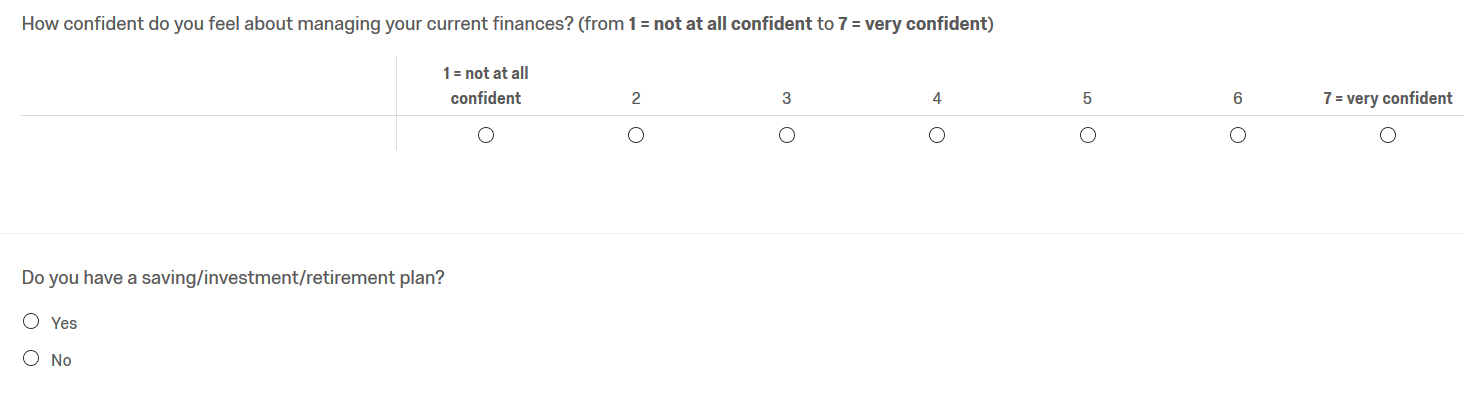 How confident do you feel about managing your current finances? (from 1 = not at all confident to 7 = very confident)
1 = not at all
confident 2 3 4 5 6 7 = very confident
Do you have a saving/investment/retirement plan?
Yes
No